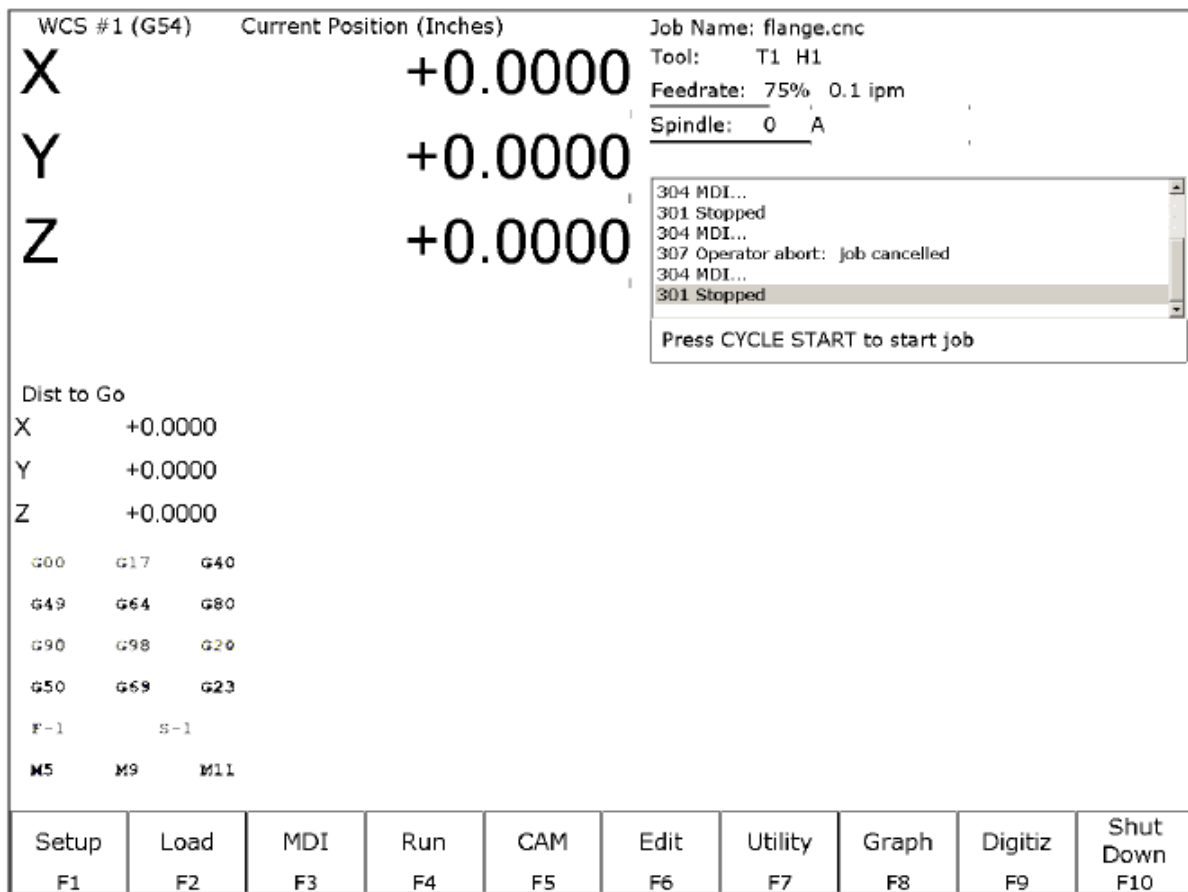 WCS #1 (G54) Current Position (Inches)
X +0.0000
Y +0.0000
Z +0.0000
Job Name: flange.cnc
Tool: T1 H1
Feedrate: 75% 0.1 ipm
Spindle: 0 A
304 MDI...
301 Stopped
304 MDI...
307 Operator abort: job cancelled
304 MDI...
301 Stopped
Press CYCLE START to start job
Dist to Go
X +0.0000
Y +0.0000
Z +0.0000
G00 G17 G40
G49 G64 G80
G90 G98 G20
G50 G69 G23
F-1 S-1
M5 M9 M11
Setup F1
Load F2
MDI F3
Run F4
CAM F5
Edit F6
Utility F7
Graph F8
Digitiz F9
Shut
Down
F10